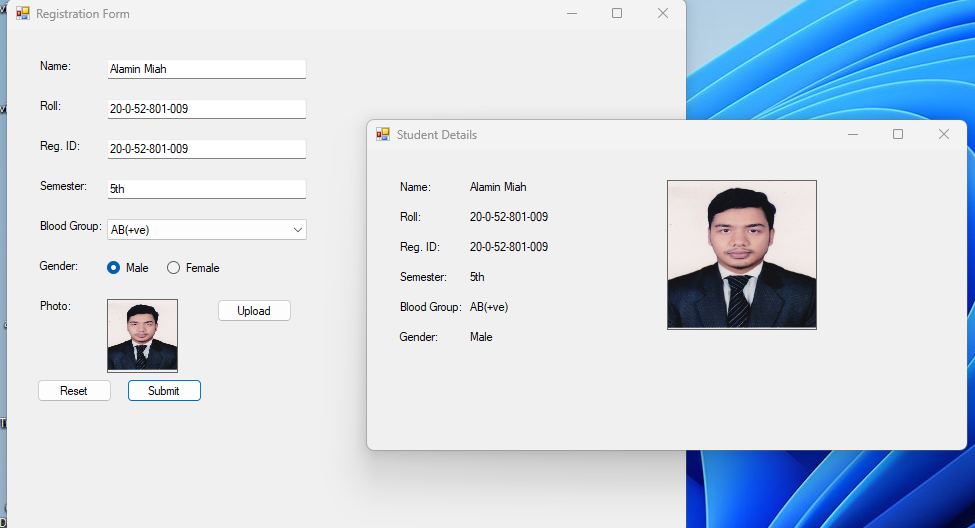 Registration Form
Name: Alamin Miah
Roll: 20-0-52-801-009
Reg. ID: 20-0-52-801-009
Semester: 5th
Blood Group: AB(+ve)
Gender: Male Female
Photo: Upload
Reset Submit
Student Details
Name: Alamin Miah
Roll: 20-0-52-801-009
Reg. ID: 20-0-52-801-009
Semester: 5th
Blood Group: AB(+ve)
Gender: Male